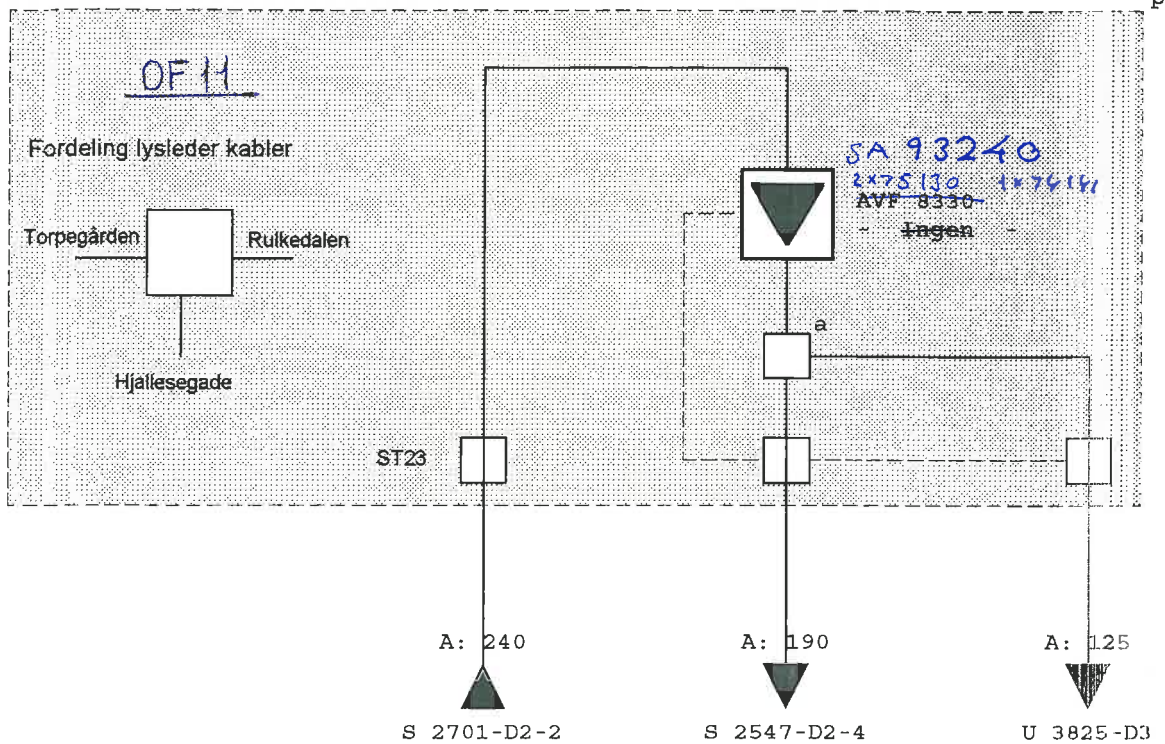 p
OF 11
Fordeling lysleder kabler
Torpegården
Rulkedalen
Hjallesegade
SA 93240
2x75130
AVF 8330
- Ingen -
a
ST23
A: 240
A: 190
A: 125
S 2701-D2-2
S 2547-D2-4
U 3825-D3